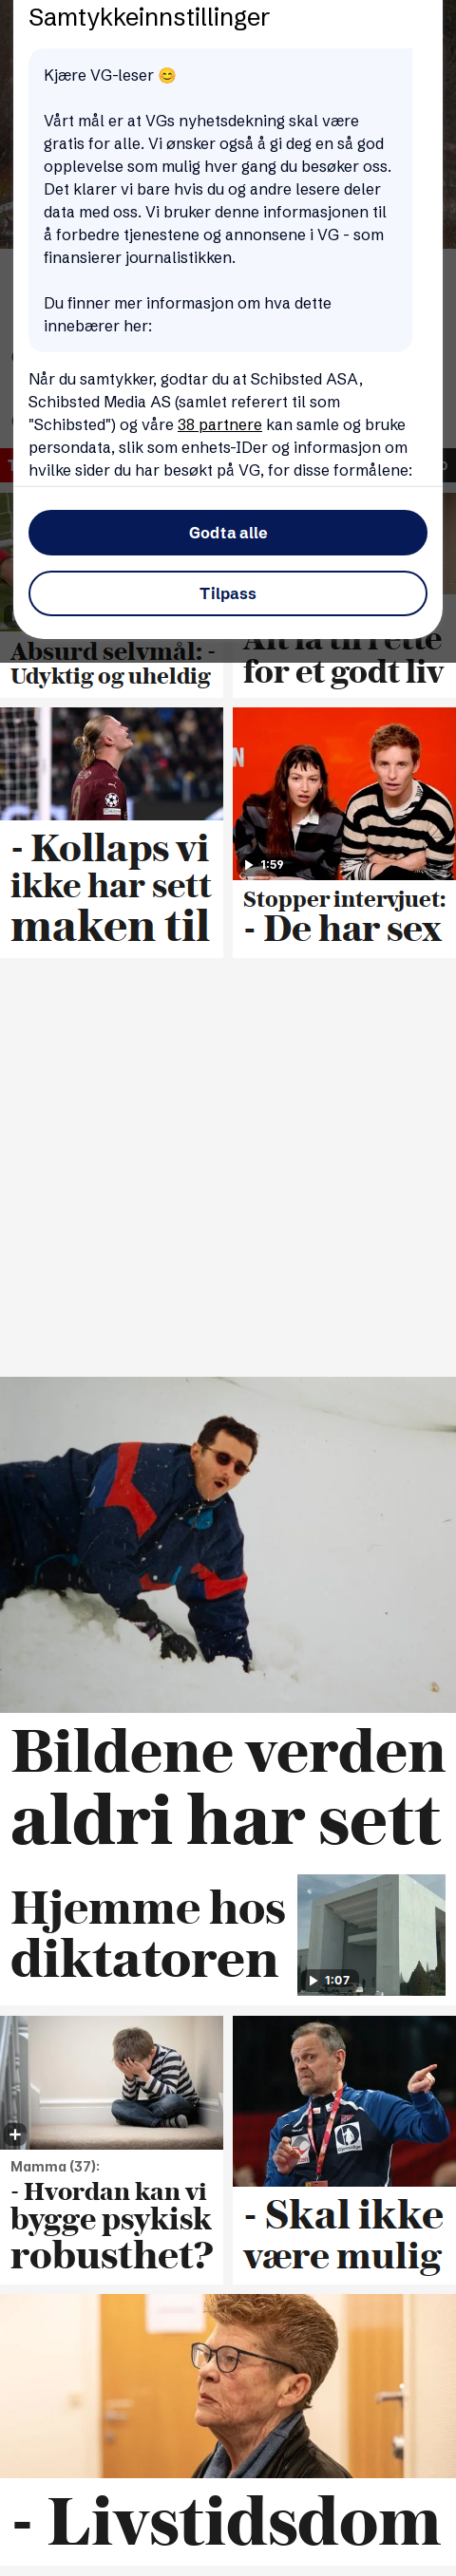 Samtykkeinnstillinger
Kjære VG-leser 😊
Vårt mål er at VGs nyhetsdekning skal være
gratis for alle. Vi ønsker også å gi deg en så god
opplevelse som mulig hver gang du besøker oss.
Det klarer vi bare hvis du og andre lesere deler
data med oss. Vi bruker denne informasjonen til
å forbedre tjenestene og annonsene i VG - som
finansierer journalistikken.
Du finner mer informasjon om hva dette
innebærer her:
Når du samtykker, godtar du at Schibsted ASA,
Schibsted Media AS (samlet referert til som
"Schibsted") og våre 38 partnere kan samle og bruke
persondata, slik som enhets-IDer og informasjon om
hvilke sider du har besøkt på VG, for disse formålene:
Godta alle
Tilpass
Absurd selvmål: -
Udyktig og uheldig
Alt lå til rette
for et godt liv
- Kollaps vi
ikke har sett
maken til
1:59
Stopper intervjuet:
- De har sex
Bildene verden
aldri har sett
Hjemme hos
diktatoren
1:07
Mamma (37):
- Hvordan kan vi
bygge psykisk
robusthet?
- Skal ikke
være mulig
- Livstidsdom